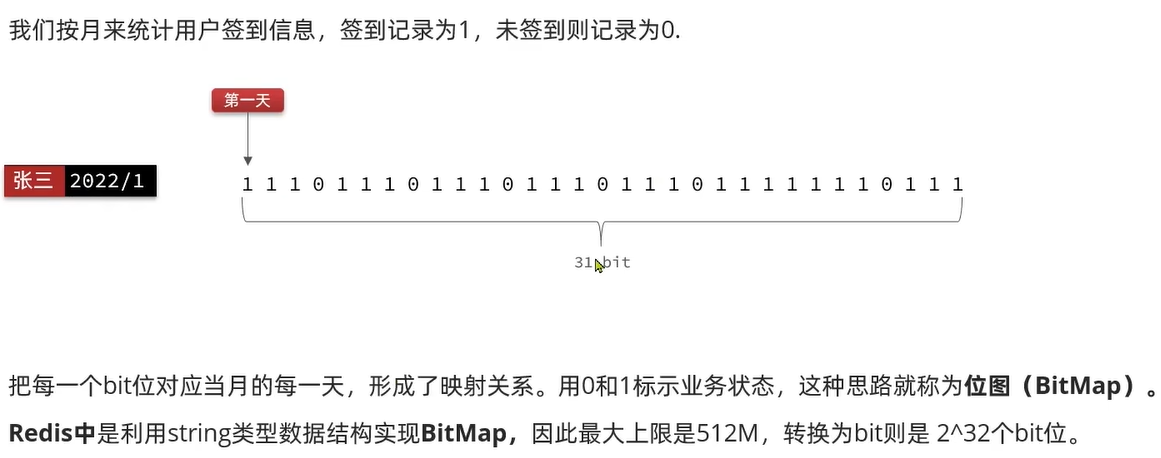 我们按月来统计用户签到信息，签到记录为1，未签到则记录为0.
第一天
张三 2022/1
1 1 1 0 1 1 1 0 1 1 1 0 1 1 1 0 1 1 1 0 1 1 1 1 1 1 1 0 1 1 1
31 bit
把每一个bit位对应当月的每一天，形成了映射关系。用0和1标示业务状态，这种思路就称为位图（BitMap）。
Redis中是利用string类型数据结构实现BitMap，因此最大上限是512M，转换为bit则是 2^32个bit位。